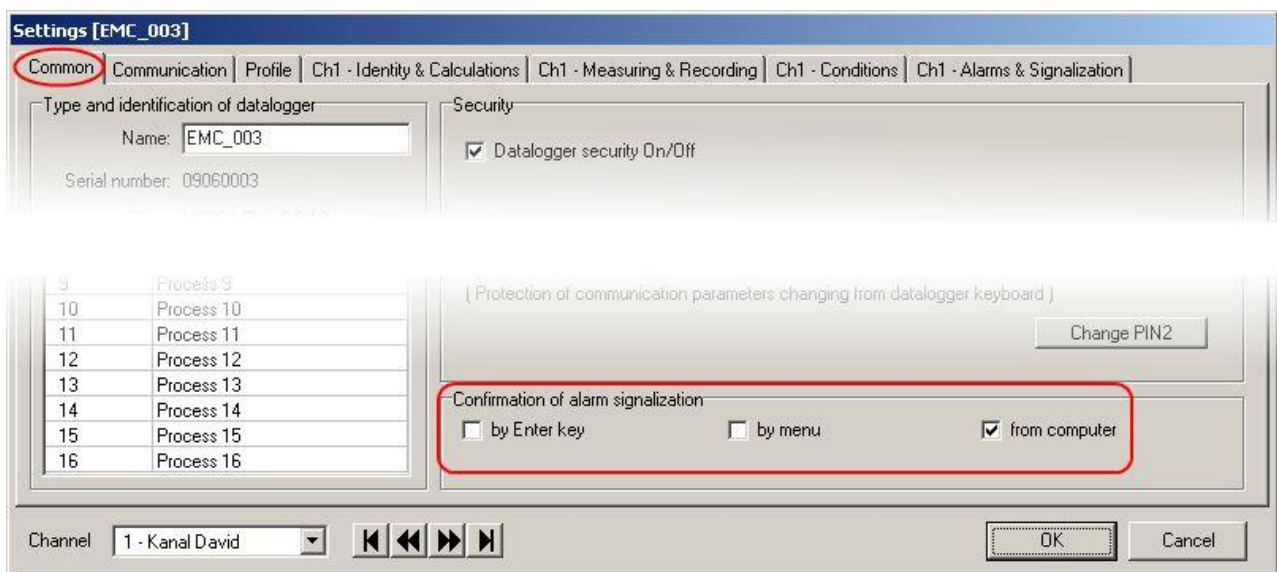 Settings [EMC_003]
Common Communication Profile Ch1 - Identity & Calculations Ch1 - Measuring & Recording Ch1 - Conditions Ch1 - Alarms & Signalization
Type and identification of datalogger
Name: EMC_003
Serial number: 09060003
Security
Datalogger security On/Off
9 Process 9
10 Process 10
11 Process 11
12 Process 12
13 Process 13
14 Process 14
15 Process 15
16 Process 16
( Protection of communication parameters changing from datalogger keyboard )
Change PIN2
Confirmation of alarm signalization
by Enter key by menu from computer
Channel 1 - Kanal David OK Cancel